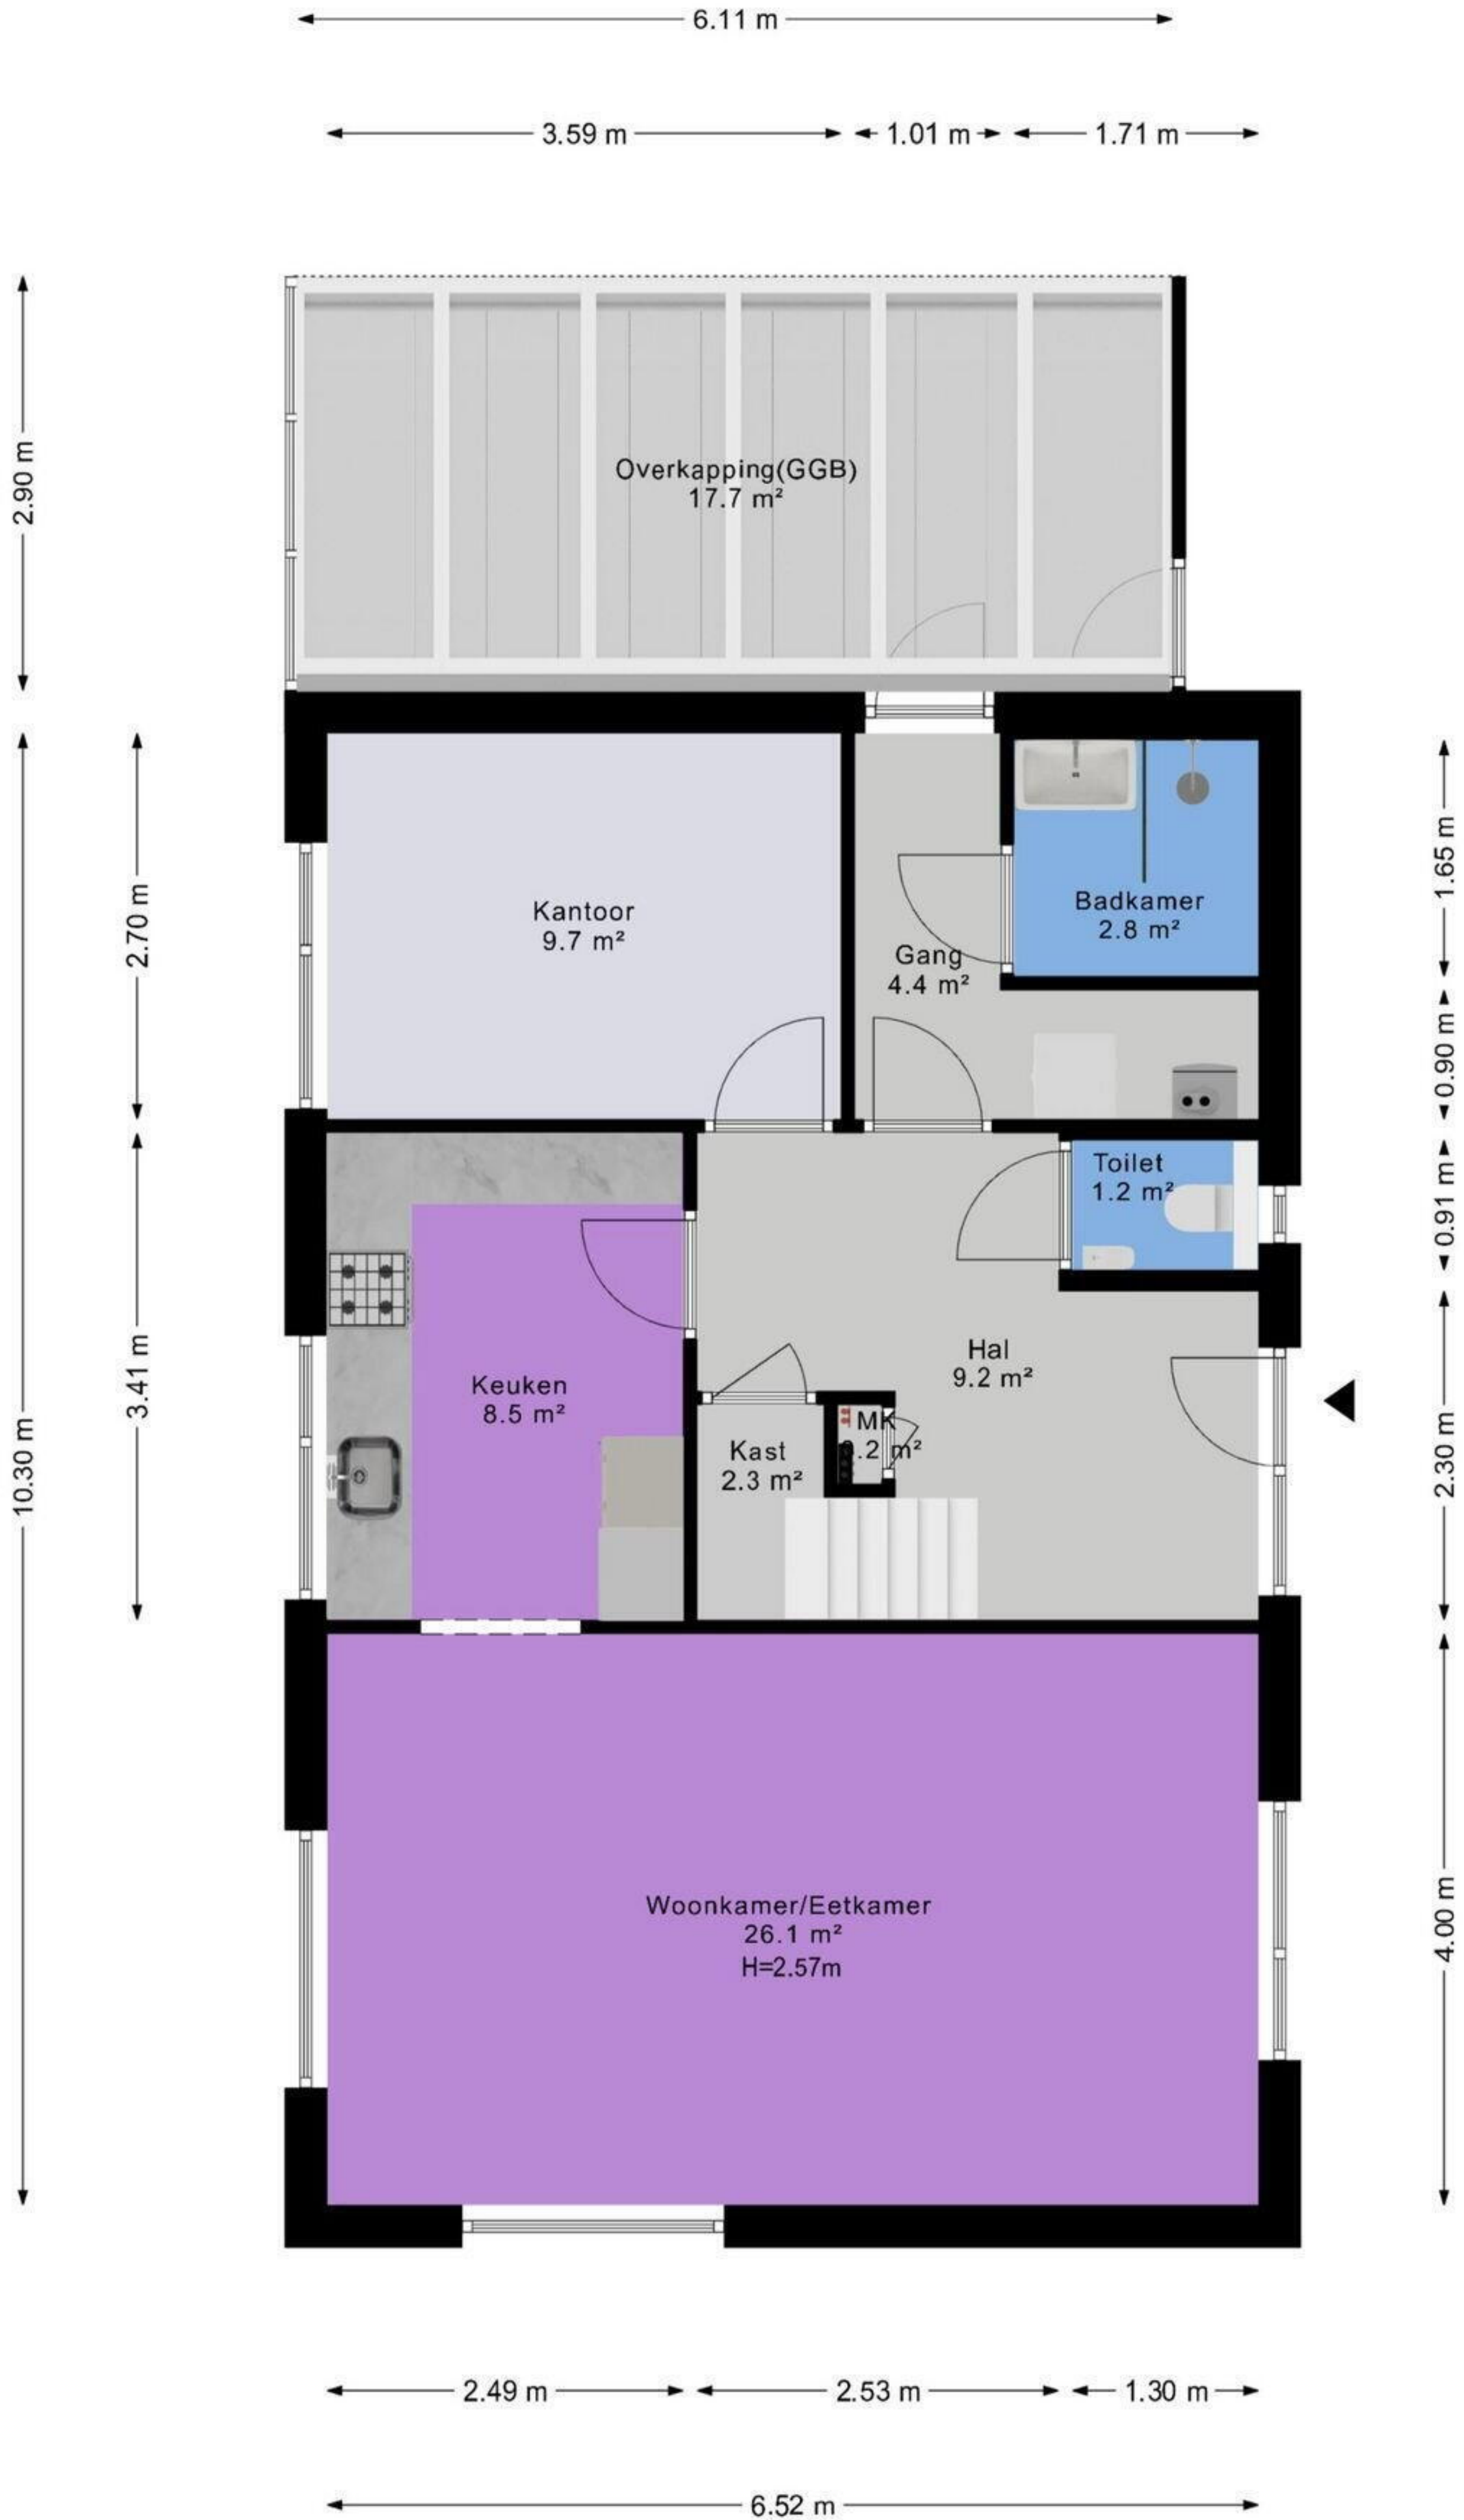 6.11 m
3.59 m
1.01 m
1.71 m
2.90 m
Overkapping(GGB)
17.7 m²
10.30 m
2.70 m
Kantoor
9.7 m²
Gang
4.4 m²
Badkamer
2.8 m²
1.65 m
0.90 m
3.41 m
Toilet
1.2 m²
0.91 m
Keuken
8.5 m²
Hal
9.2 m²
MK
.2 m²
Kast
2.3 m²
2.30 m
Woonkamer/Eetkamer
26.1 m²
H=2.57m
4.00 m
2.49 m
2.53 m
1.30 m
6.52 m